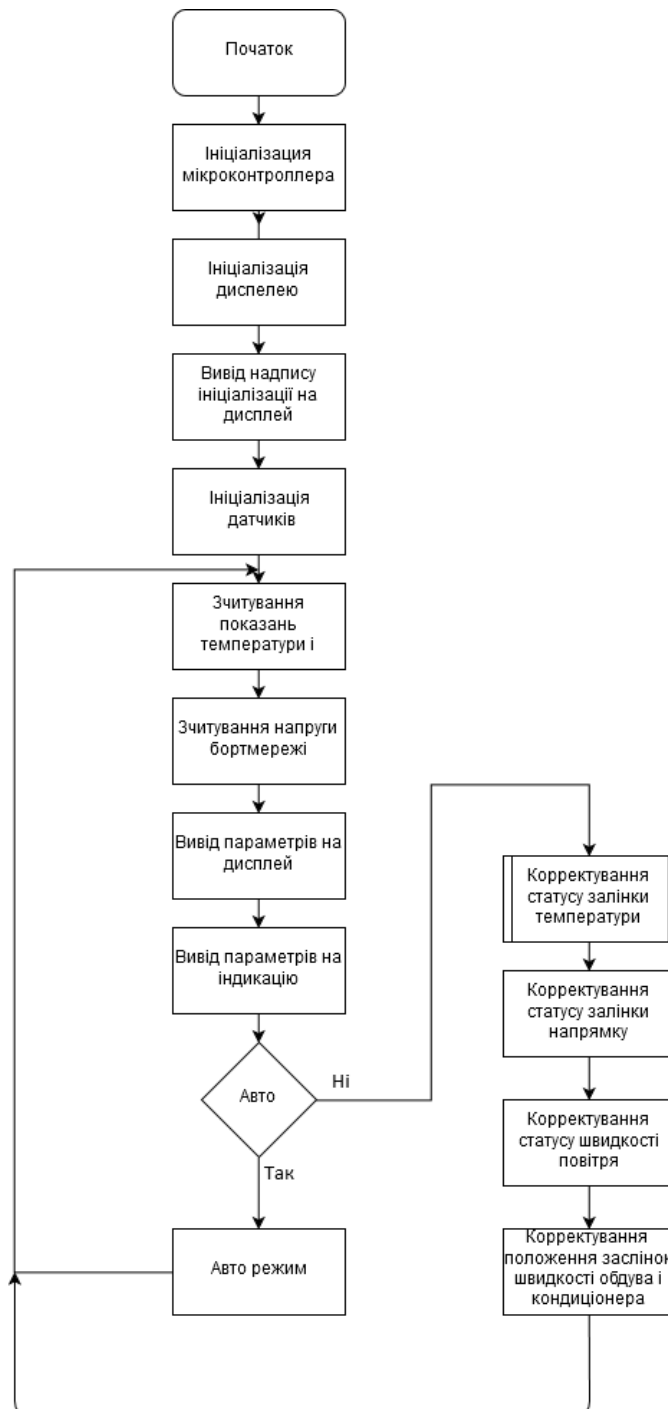 Початок
Ініціалізация
мікроконтроллера
Ініціалізація
диспелею
Вивід надпису
ініціалізації на
дисплей
Ініціалізація
датчиків
Зчитування
показань
температури і
Зчитування напруги
бортмережі
Вивід параметрів на
дисплей
Вивід параметрів на
індикацію
Авто
Ні
Так
Авто режим
Корректування
статусу залінки
температури
Корректування
статусу залінки
напрямку
Корректування
статусу швидкості
повітря
Корректування
положення заслінок
швидкості обдува і
кондиціонера